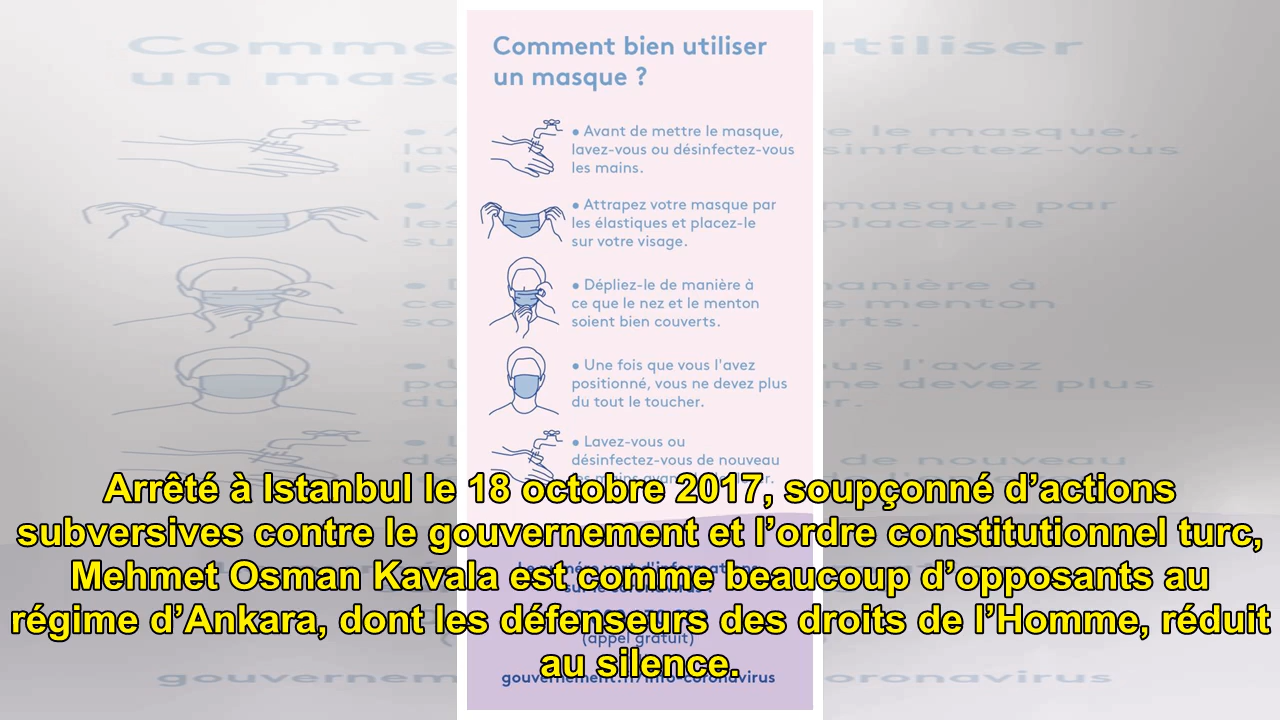 Comment bien utiliser
un masque ?
• Avant de mettre le masque,
lavez-vous ou désinfectez-vous
les mains.
• Attrapez votre masque par
les élastiques et placez-le
sur votre visage.
• Dépliez-le de manière à
ce que le nez et le menton
soient bien couverts.
• Une fois que vous l'avez
positionné, vous ne devez plus
du tout le toucher.
• Lavez-vous ou
désinfectez-vous de nouveau
Arrêté à Istanbul le 18 octobre 2017, soupçonné d’actions
subversives contre le gouvernement et l’ordre constitutionnel turc,
Mehmet Osman Kavala est comme beaucoup d’opposants au
régime d’Ankara, dont les défenseurs des droits de l’Homme, réduit
au silence.
(appel gratuit)
gouvernement.fr/info-coronavirus